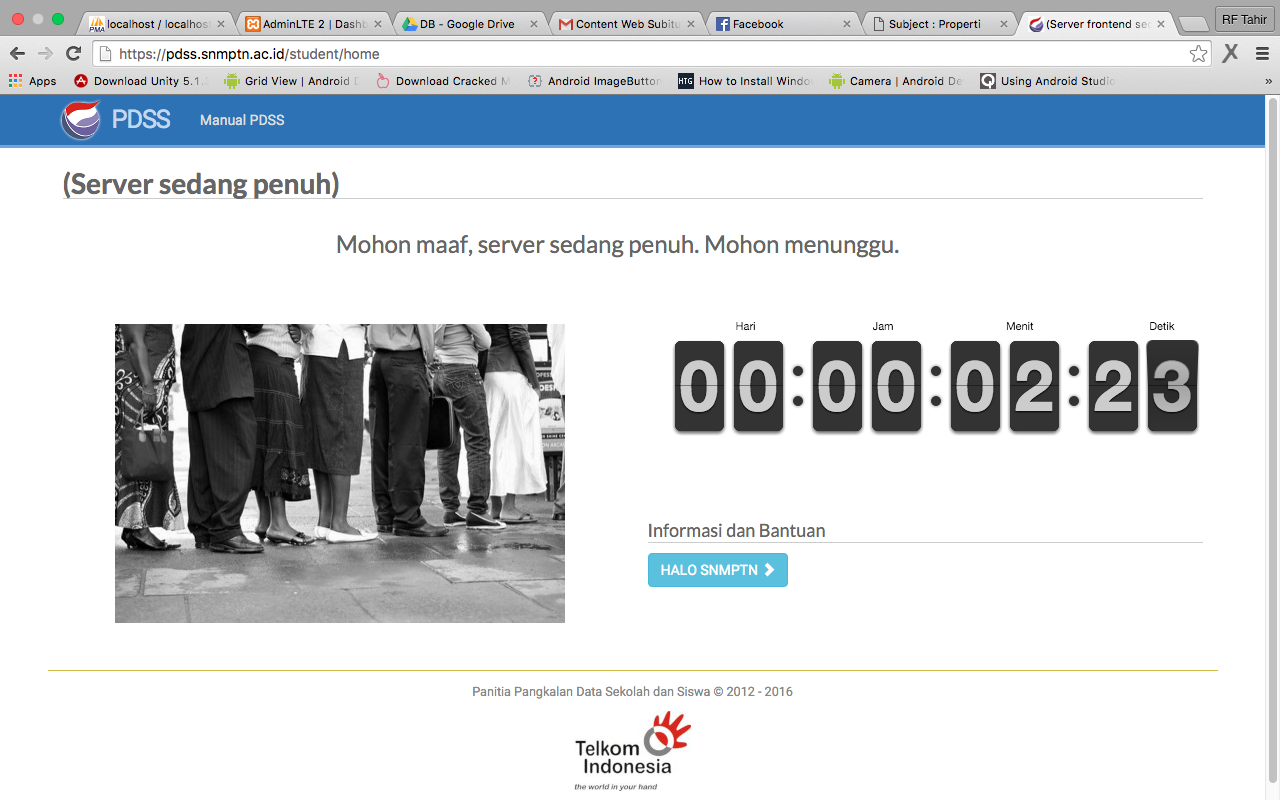 localhost / localhos
AdminLTE 2 | Dashb
DB - Google Drive
Content Web Subitu
Facebook
Subject : Properti
(Server frontend sed
RF Tahir
https://pdss.snmptn.ac.id/student/home
Apps
Download Unity 5.1.
Grid View | Android D
Download Cracked M
Android ImageButton
HTG
How to Install Windo
Camera | Android De
Using Android Studio
PDSS
Manual PDSS
(Server sedang penuh)
Mohon maaf, server sedang penuh. Mohon menunggu.
Hari Jam Menit Detik
00:00:02:23
Informasi dan Bantuan
HALO SNMPTN
Panitia Pangkalan Data Sekolah dan Siswa © 2012 - 2016
Telkom
Indonesia
the world in your hand